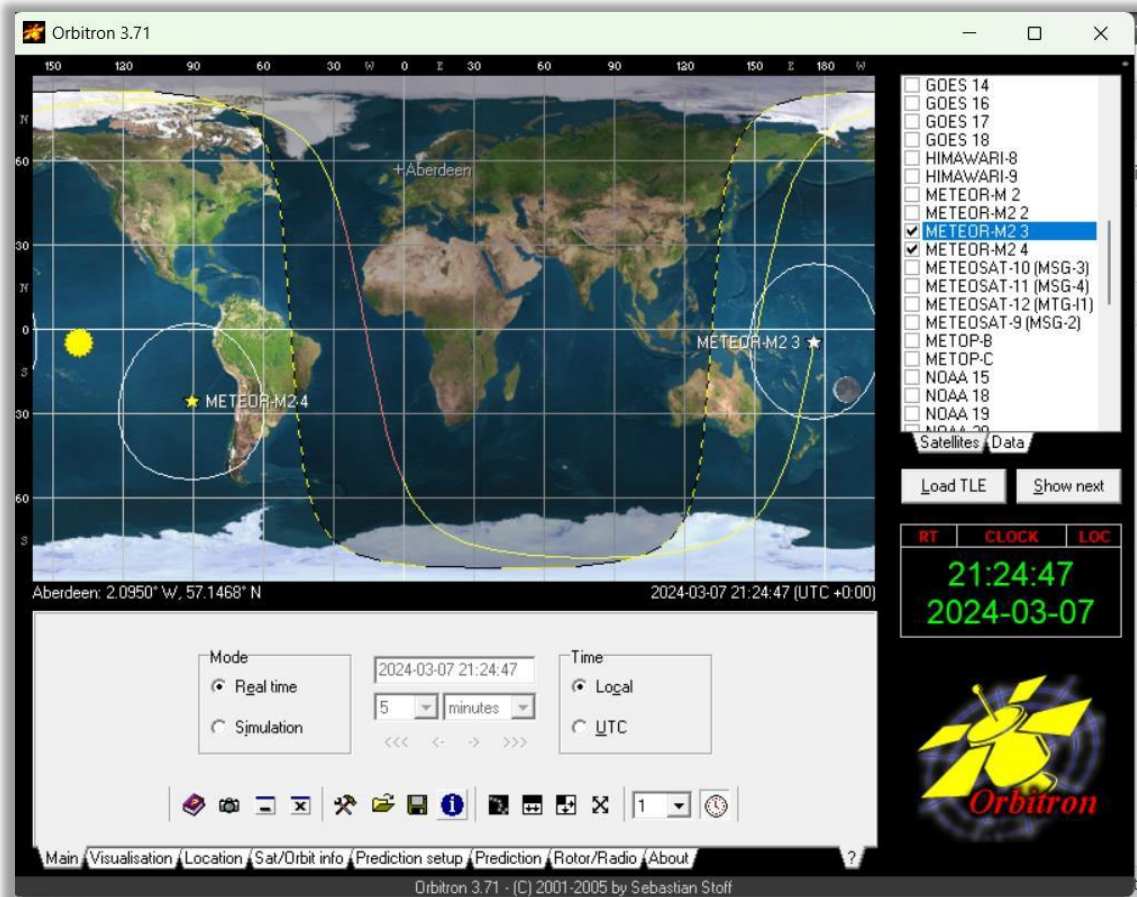 Orbitron 3.71
150 120 90 60 30 W 0 E 30 60 90 120 150 E 180 W
N
60
30
N
0
S
30
60
S
+Aberdeen
METEOR-M2 3
METEOR-M2 4
Aberdeen: 2.0950° W, 57.1468° N
2024-03-07 21:24:47 (UTC +0:00)
GOES 14
GOES 16
GOES 17
GOES 18
HIMAWARI-8
HIMAWARI-9
METEOR-M 2
METEOR-M2 2
METEOR-M2 3
METEOR-M2 4
METEOSAT-10 (MSG-3)
METEOSAT-11 (MSG-4)
METEOSAT-12 (MTG-I1)
METEOSAT-9 (MSG-2)
METOP-B
METOP-C
NOAA 15
NOAA 18
NOAA 19
Satellites Data
Load TLE Show next
RT CLOCK LOC
21:24:47
2024-03-07
Orbitron
Mode
Real time
Simulation
2024-03-07 21:24:47
5 minutes
<<< <- -> >>>
Time
Local
UTC
1
Main Visualisation Location Sat/Orbit info Prediction setup Prediction Rotor/Radio About ?
Orbitron 3.71 - (C) 2001-2005 by Sebastian Stoff